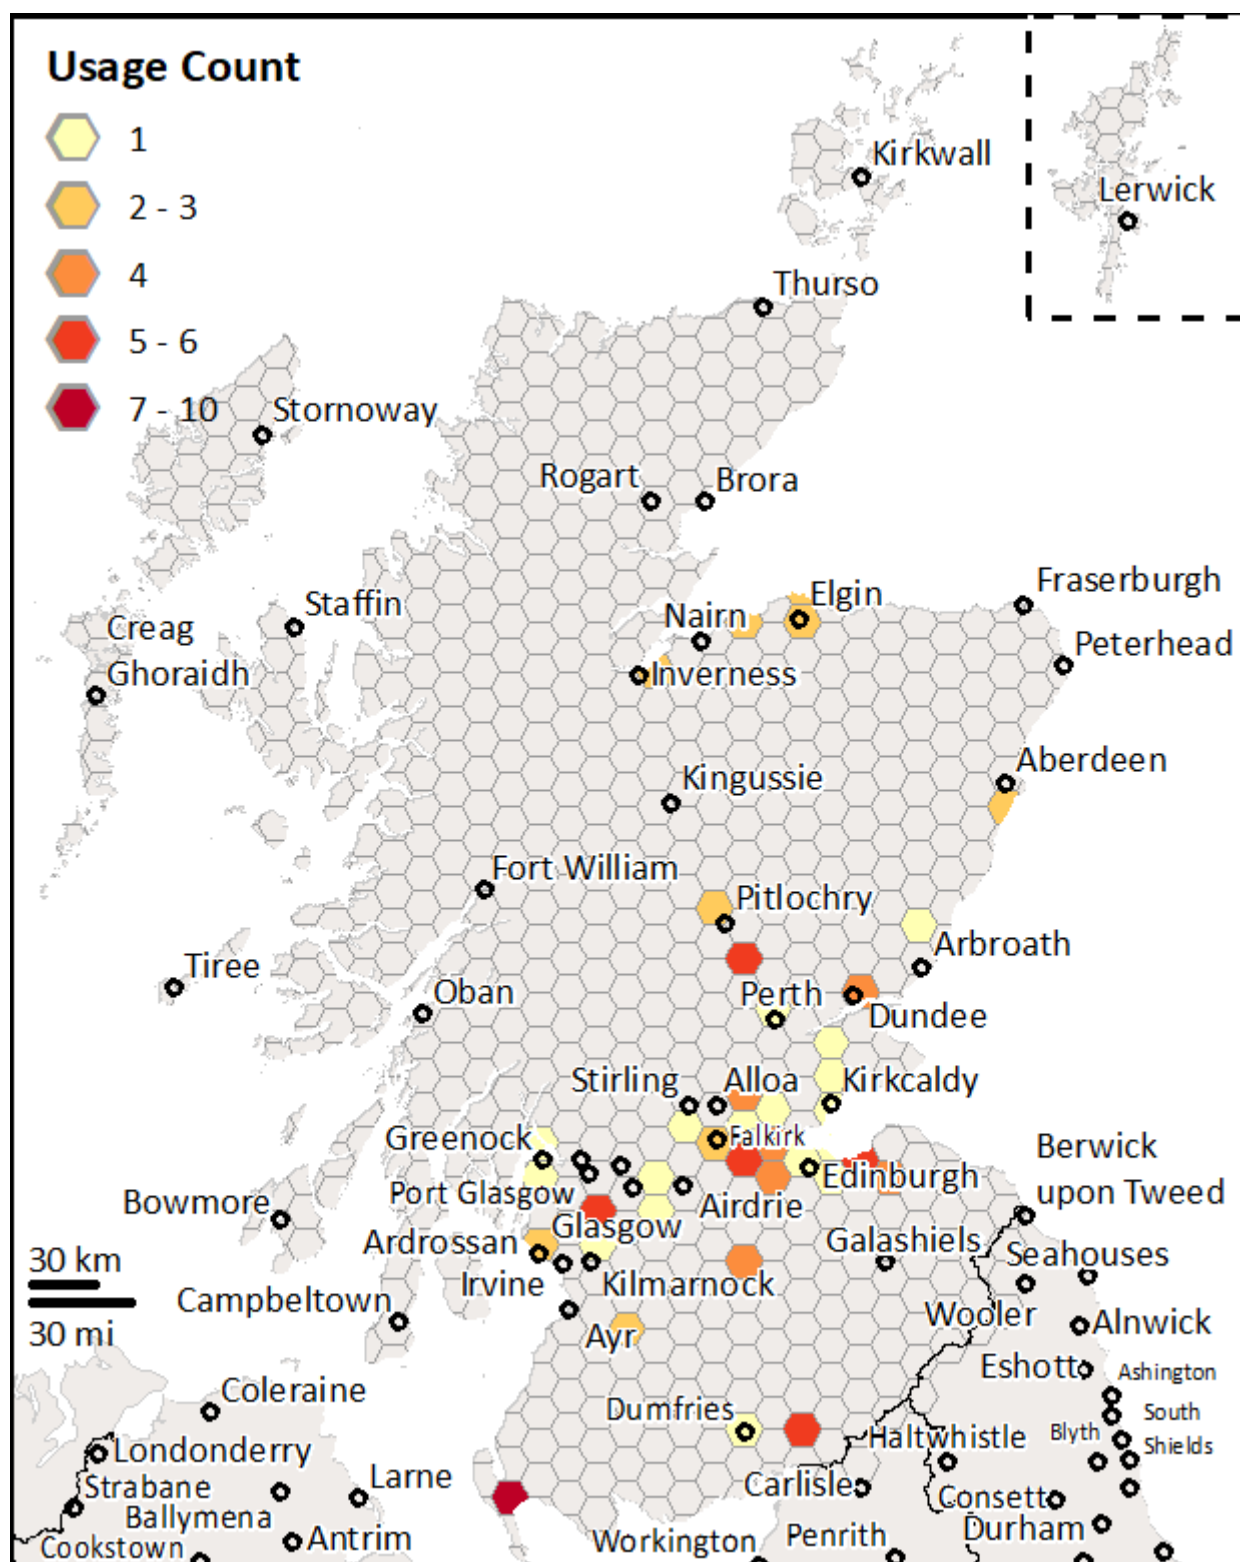 Usage Count
1
2 - 3
4
5 - 6
7 - 10
Kirkwall
Lerwick
Thurso
Stornoway
Rogart
Brora
Staffin
Creag
Ghoraidh
Nairn
Elgin
Fraserburgh
Inverness
Peterhead
Aberdeen
Kingussie
Fort William
Pitlochry
Arbroath
Tiree
Oban
Perth
Dundee
Stirling
Alloa
Kirkcaldy
Greenock
Falkirk
Berwick
upon Tweed
Edinburgh
Port Glasgow
Airdrie
Bowmore
Glasgow
Ardrossan
Galashiels
30 km
Irvine
Kilmarnock
Seahouses
Campbeltown
30 mi
Wooler
Alnwick
Ayr
Eshott
Ashington
Coleraine
Dumfries
South
Shields
Blyth
Haltwhistle
Londonderry
Larne
Strabane
Carlisle
Consett
Ballymena
Durham
Antrim
Workington
Penrith
Cookstown